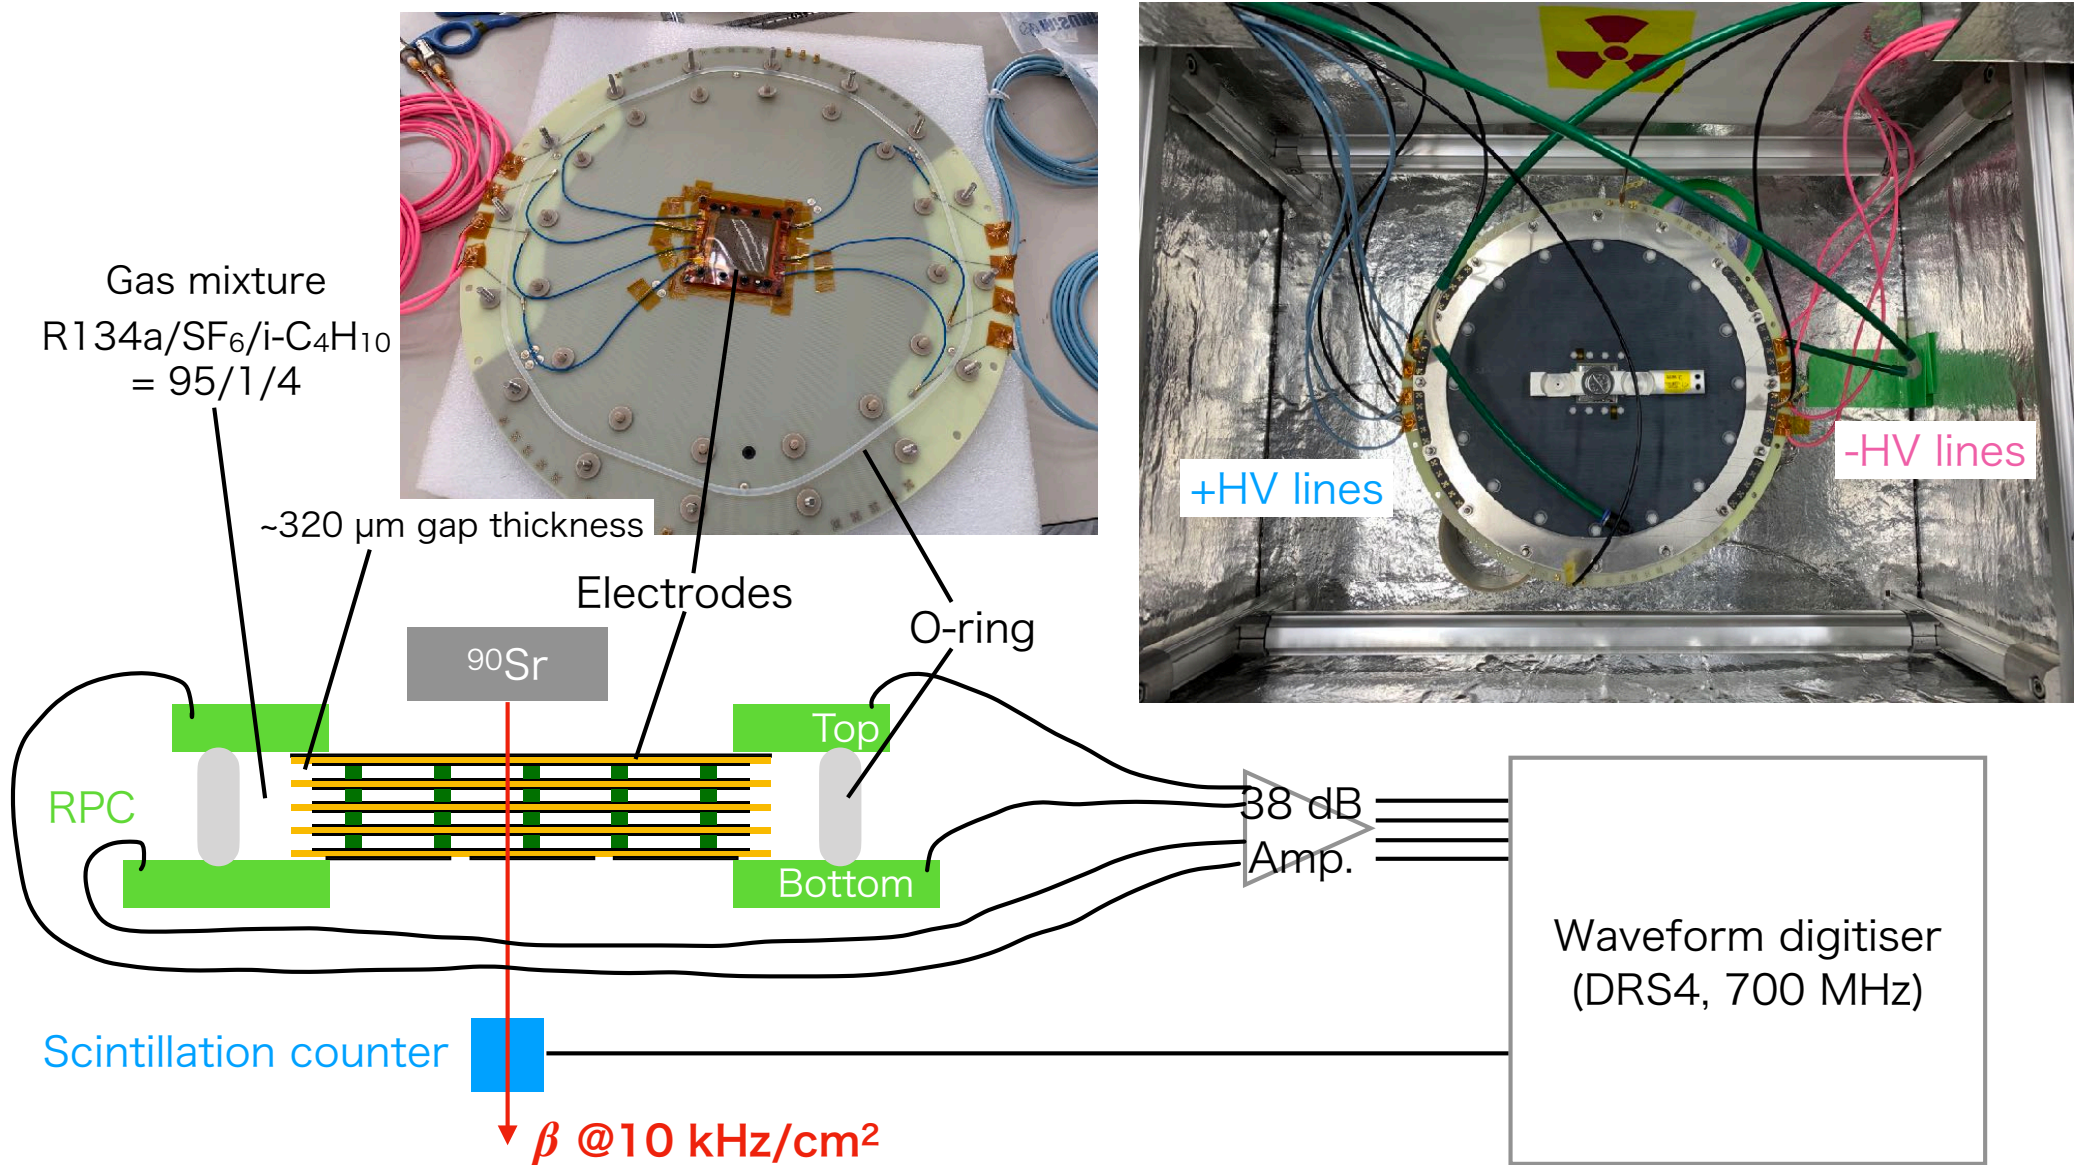 Gas mixture
R134a/SF₆/i-C₄H₁₀
= 95/1/4
~320 μm gap thickness
Electrodes
O-ring
+HV lines
-HV lines
⁹⁰Sr
Top
RPC
Bottom
38 dB
Amp.
Waveform digitiser
(DRS4, 700 MHz)
Scintillation counter
β @10 kHz/cm²